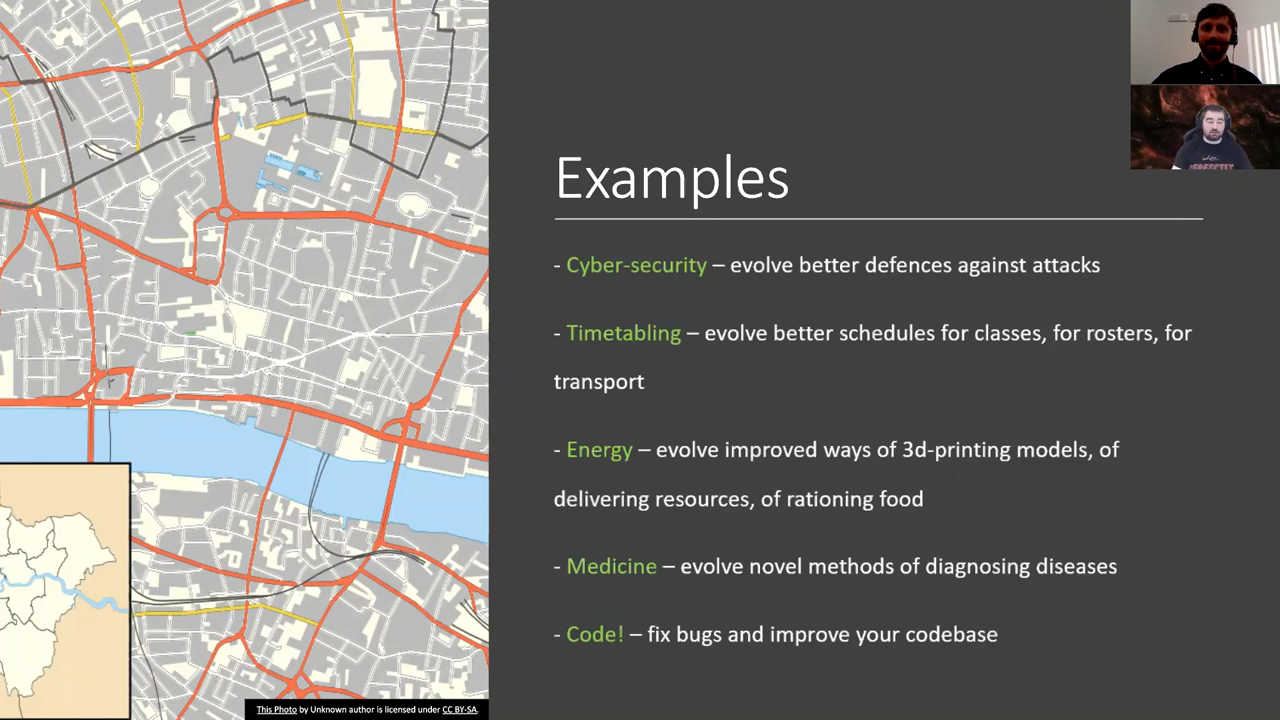 Examples
- Cyber-security – evolve better defences against attacks
- Timetabling – evolve better schedules for classes, for rosters, for
transport
- Energy – evolve improved ways of 3d-printing models, of
delivering resources, of rationing food
- Medicine – evolve novel methods of diagnosing diseases
- Code! – fix bugs and improve your codebase
This Photo by Unknown author is licensed under CC BY-SA.